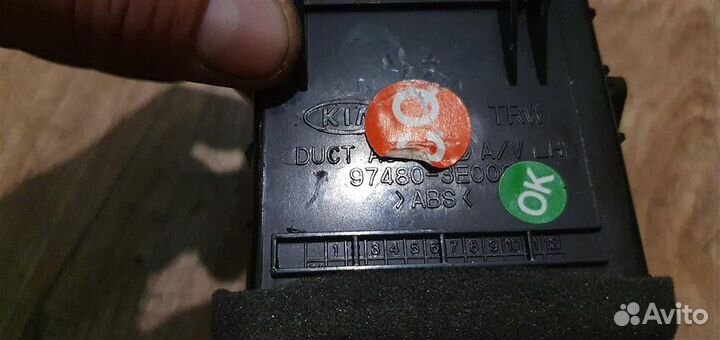 KIA
TRW
DUCT A/V LH
97480-3E00
>ABS<
OK
1 3 4 5 6 7 8 9 10 1 12
Avito